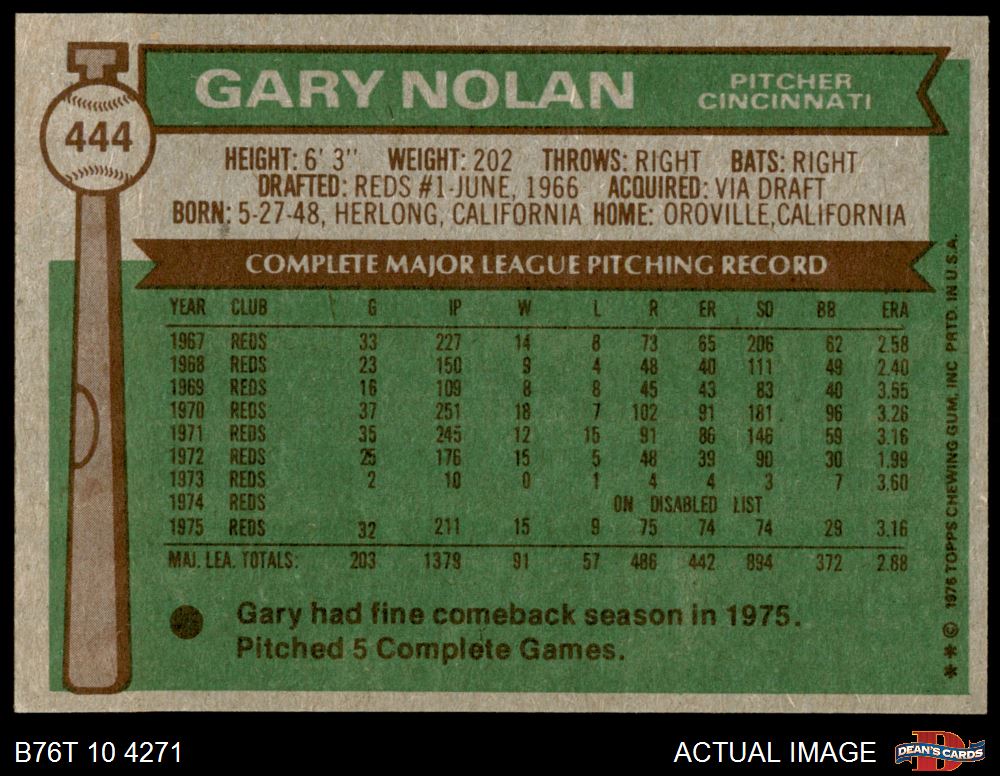 444
GARY NOLAN
PITCHER
CINCINNATI
HEIGHT: 6' 3" WEIGHT: 202 THROWS: RIGHT BATS: RIGHT
DRAFTED: REDS #1-JUNE, 1966 ACQUIRED: VIA DRAFT
BORN: 5-27-48, HERLONG, CALIFORNIA HOME: OROVILLE, CALIFORNIA
COMPLETE MAJOR LEAGUE PITCHING RECORD
YEAR CLUB G IP W L R ER SO BB ERA
1967 REDS 33 227 14 8 73 65 206 62 2.58
1968 REDS 23 150 9 4 48 40 111 49 2.40
1969 REDS 16 109 8 8 45 43 83 40 3.55
1970 REDS 37 251 18 7 102 91 181 96 3.26
1971 REDS 35 245 12 15 91 86 146 59 3.16
1972 REDS 25 176 15 5 48 39 90 30 1.99
1973 REDS 2 10 0 1 4 4 3 7 3.60
1974 REDS ON DISABLED LIST
1975 REDS 32 211 15 9 75 74 74 29 3.16
MAJ. LEA. TOTALS: 203 1379 91 57 486 442 894 372 2.88
Gary had fine comeback season in 1975.
Pitched 5 Complete Games.
** © 1976 TOPPS CHEWING GUM, INC PRTD. IN U.S.A.
B76T 10 4271
ACTUAL IMAGE
DEAN'S CARDS